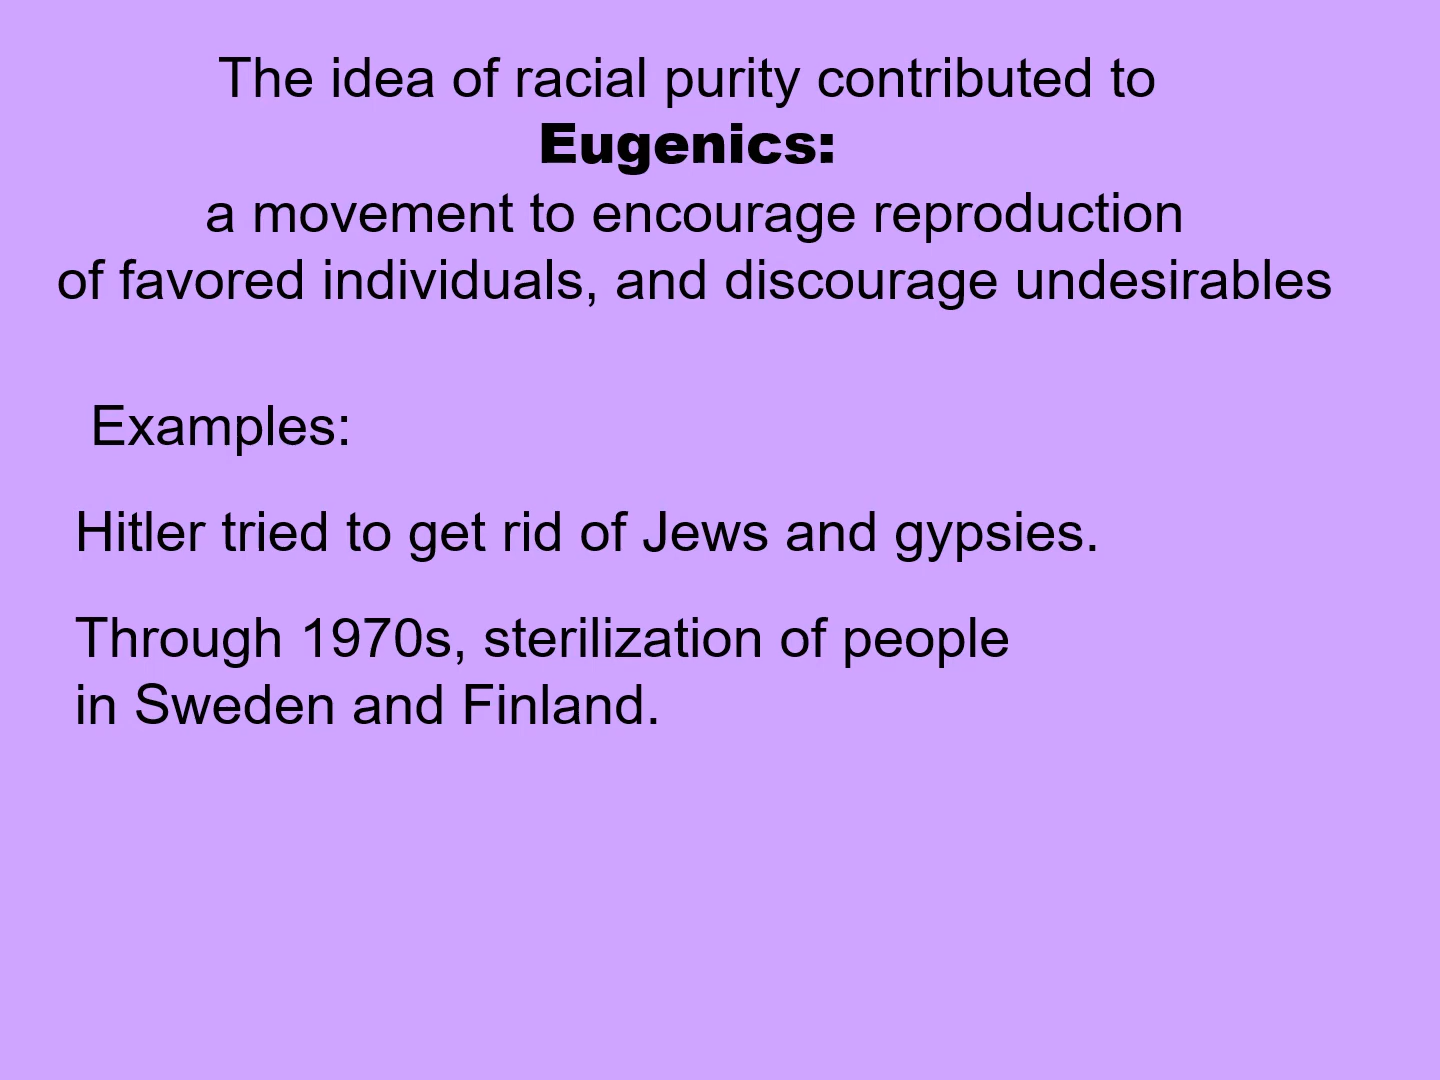 The idea of racial purity contributed to
Eugenics:
a movement to encourage reproduction
of favored individuals, and discourage undesirables
Examples:
Hitler tried to get rid of Jews and gypsies.
Through 1970s, sterilization of people
in Sweden and Finland.